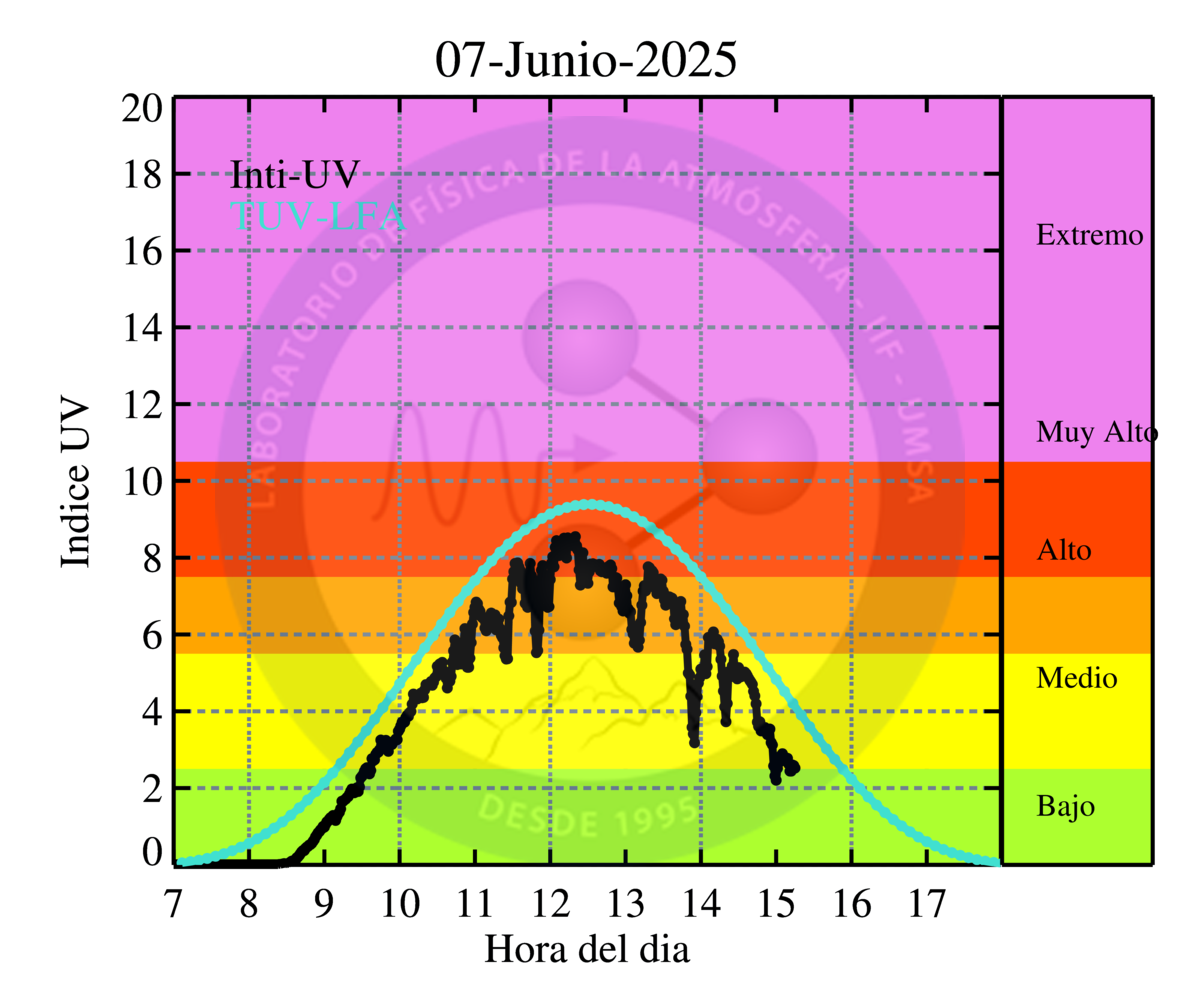 07-Junio-2025
20
18
16
14
12
10
8
6
4
2
0
Indice UV
Inti-UV
TUV-LFA
LABORATORIO DE FÍSICA DE LA ATMÓSFERA - IIF - UMSA
DESDE 1995
Extremo
Muy Alto
Alto
Medio
Bajo
7 8 9 10 11 12 13 14 15 16 17
Hora del dia